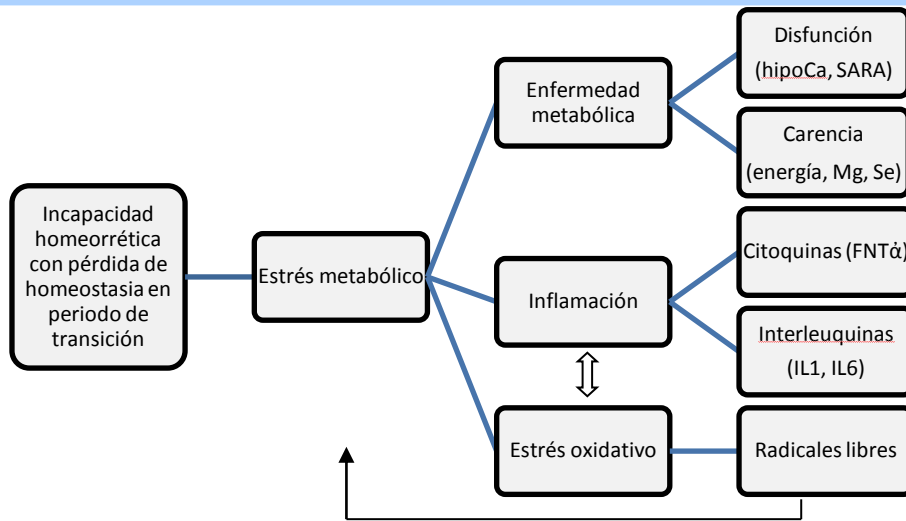 Incapacidad
homeorrética
con pérdida de
homeostasia en
periodo de
transición
Estrés metabólico
Enfermedad
metabólica
Disfunción
(hipoCa, SARA)
Carencia
(energía, Mg, Se)
Inflamación
Citoquinas (FNTἀ)
Interleuquinas
(IL1, IL6)
Estrés oxidativo
Radicales libres